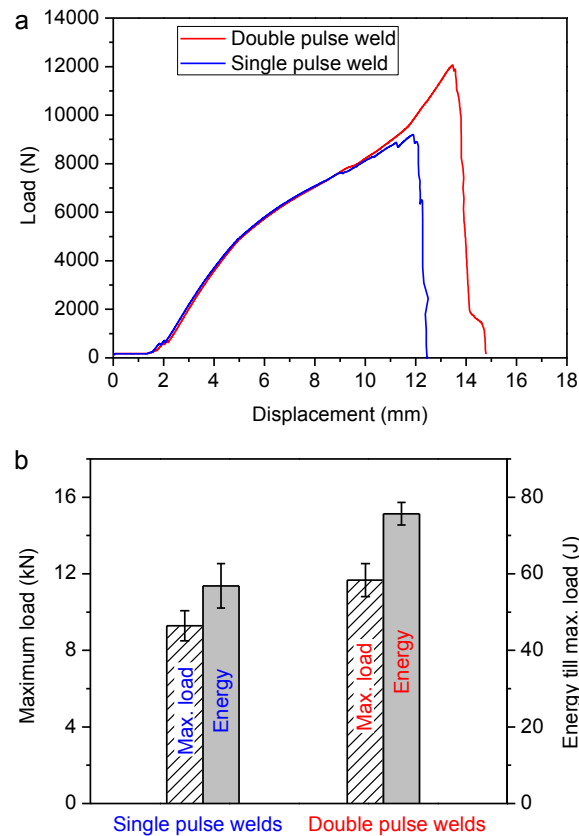 a
14000
12000
10000
8000
6000
4000
2000
0
Load (N)
Double pulse weld
Single pulse weld
0 2 4 6 8 10 12 14 16 18
Displacement (mm)
b
16
12
8
4
0
Maximum load (kN)
Max. load
Energy
Max. load
Energy
80
60
40
20
0
Energy till max. load (J)
Single pulse welds Double pulse welds